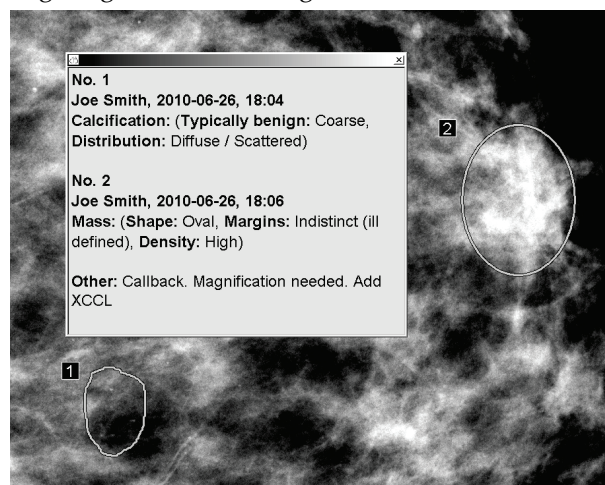 No. 1
Joe Smith, 2010-06-26, 18:04
Calcification: (Typically benign: Coarse,
Distribution: Diffuse / Scattered)
No. 2
Joe Smith, 2010-06-26, 18:06
Mass: (Shape: Oval, Margins: Indistinct (ill
defined), Density: High)
Other: Callback. Magnification needed. Add
XCCL
2
1